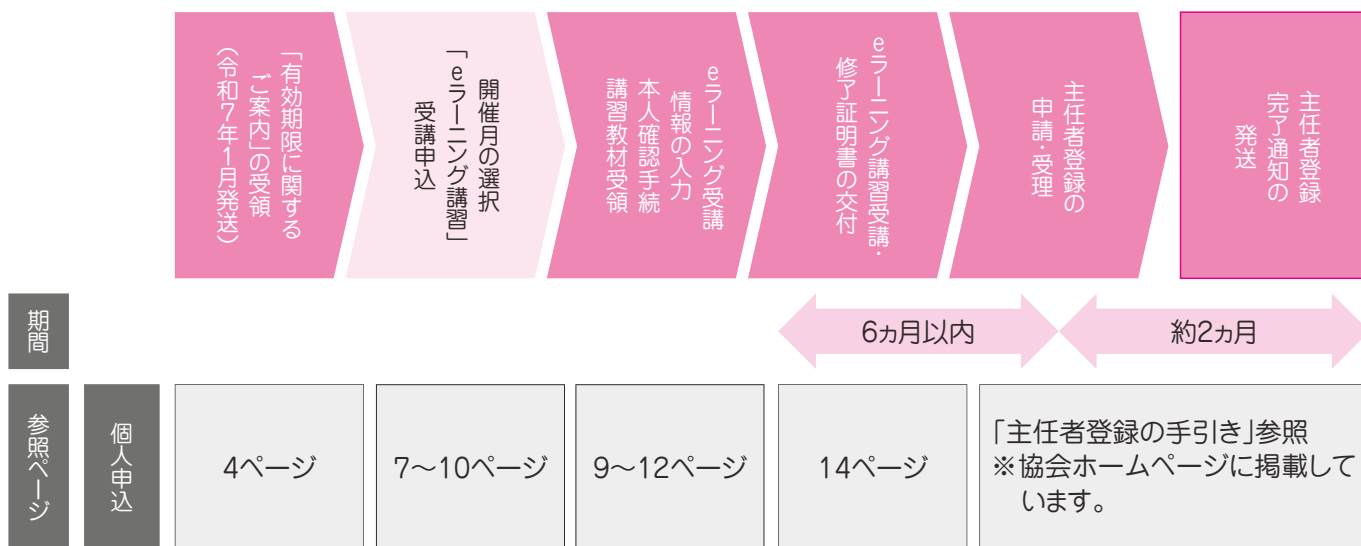 「有効期限に関する
ご案内」の受領
（令和7年1月発送）
開催月の選択
「eラーニング講習」
受講申込
eラーニング受講
情報の入力
本人確認手続
講習教材受領
eラーニング講習受講・
修了証明書の交付
主任者登録の
申請・受理
主任者登録
完了通知の
発送
期間
6ヵ月以内
約2ヵ月
参照ページ
個人申込
4ページ
7〜10ページ
9〜12ページ
14ページ
「主任者登録の手引き」参照
※協会ホームページに掲載して
います。